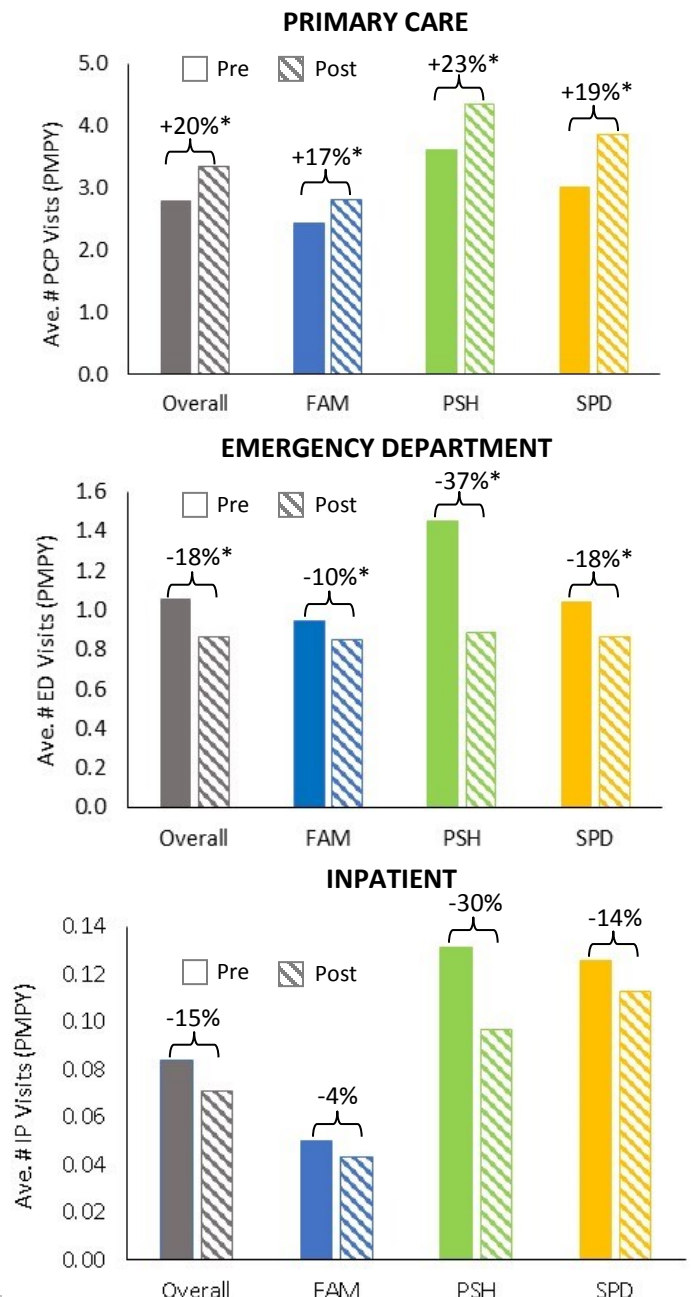 PRIMARY CARE
Ave. # PCP Vists (PMPY)
5.0
4.0
3.0
2.0
1.0
0.0
Pre Post
+20%*
+17%*
+23%*
+19%*
Overall FAM PSH SPD
EMERGENCY DEPARTMENT
Ave. # ED Visits (PMPY)
1.6
1.4
1.2
1.0
0.8
0.6
0.4
0.2
0.0
Pre Post
-18%*
-10%*
-37%*
-18%*
Overall FAM PSH SPD
INPATIENT
Ave. # IP Visits (PMPY)
0.14
0.12
0.10
0.08
0.06
0.04
0.02
0.00
Pre Post
-15%
-4%
-30%
-14%
Overall FAM PSH SPD